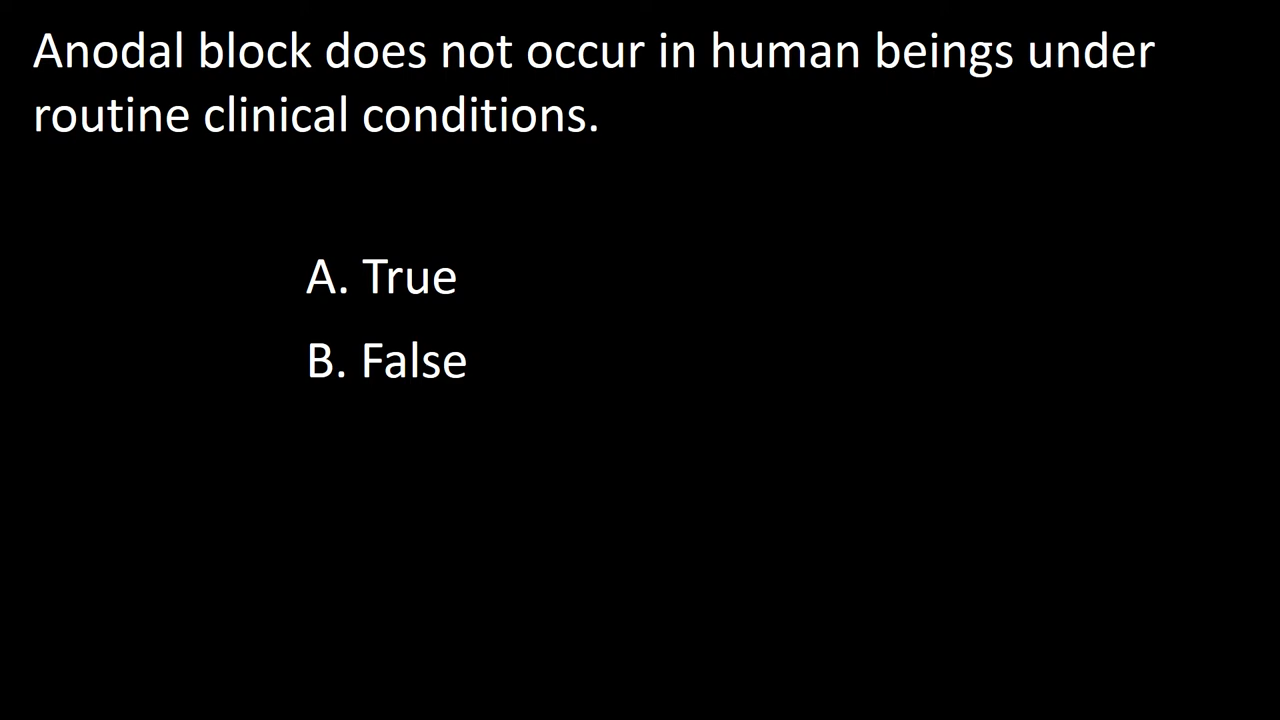 Anodal block does not occur in human beings under
routine clinical conditions.
A. True
B. False